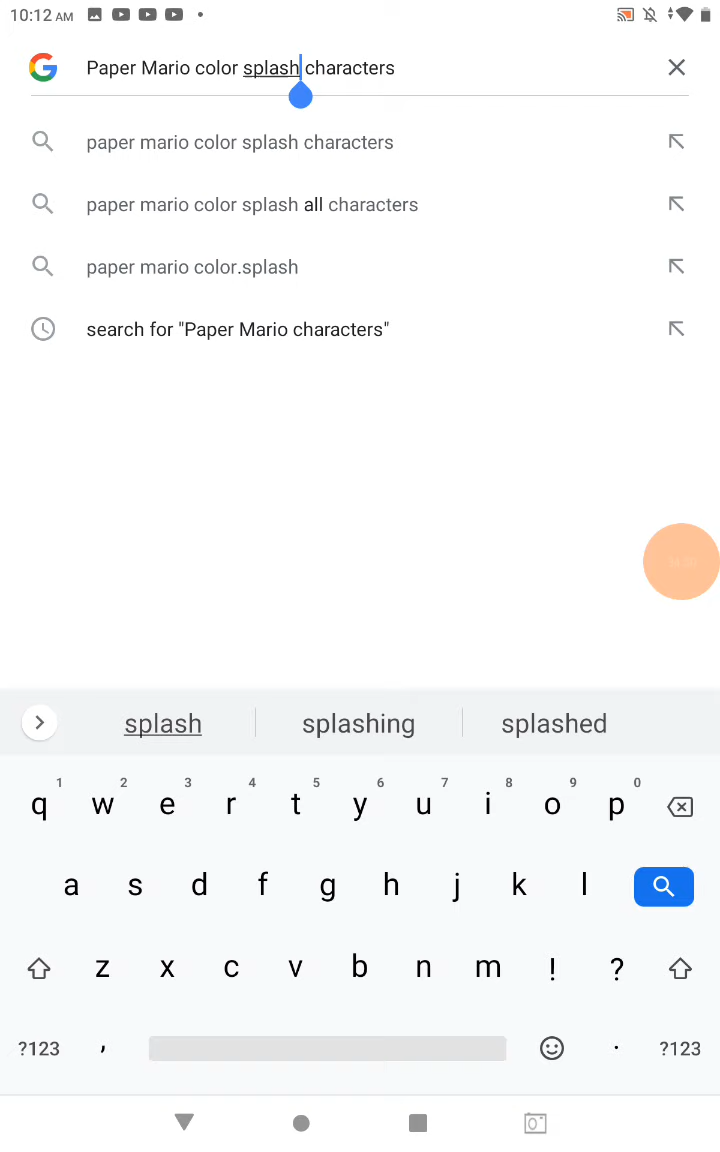 10:12 AM
Paper Mario color splash characters
paper mario color splash characters
paper mario color splash all characters
paper mario color.splash
search for "Paper Mario characters"
splash splashing splashed
1 2 3 4 5 6 7 8 9 0
q w e r t y u i o p
a s d f g h j k l
z x c v b n m ! ?
?123 , . ?123